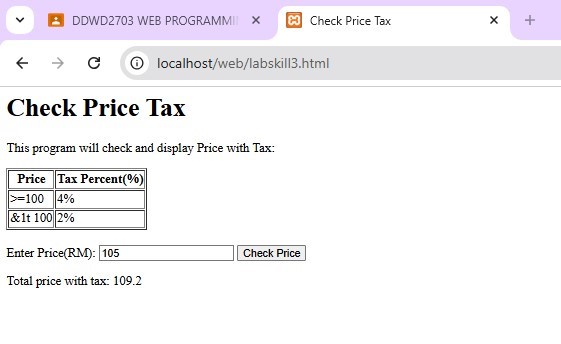 DDWD2703 WEB PROGRAMMI
Check Price Tax
localhost/web/labskill3.html
Check Price Tax
This program will check and display Price with Tax:
Price Tax Percent(%)
>=100 4%
&1t 100 2%
Enter Price(RM): 105 Check Price
Total price with tax: 109.2